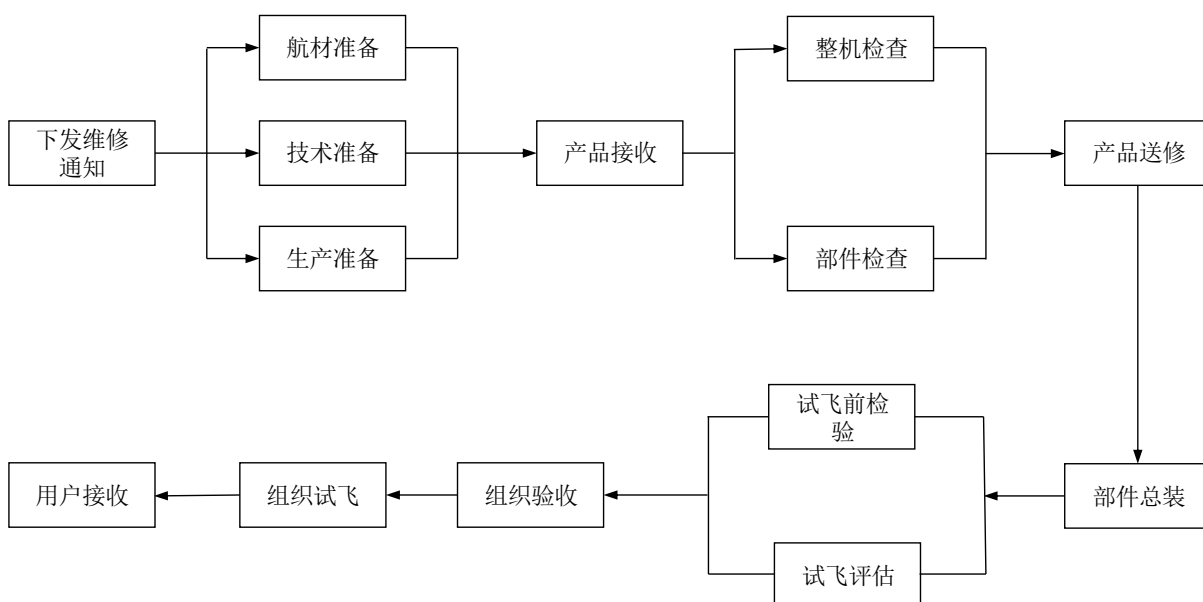 航材准备
整机检查
下发维修
通知
技术准备
产品接收
产品送修
生产准备
部件检查
试飞前检
验
用户接收
组织试飞
组织验收
部件总装
试飞评估